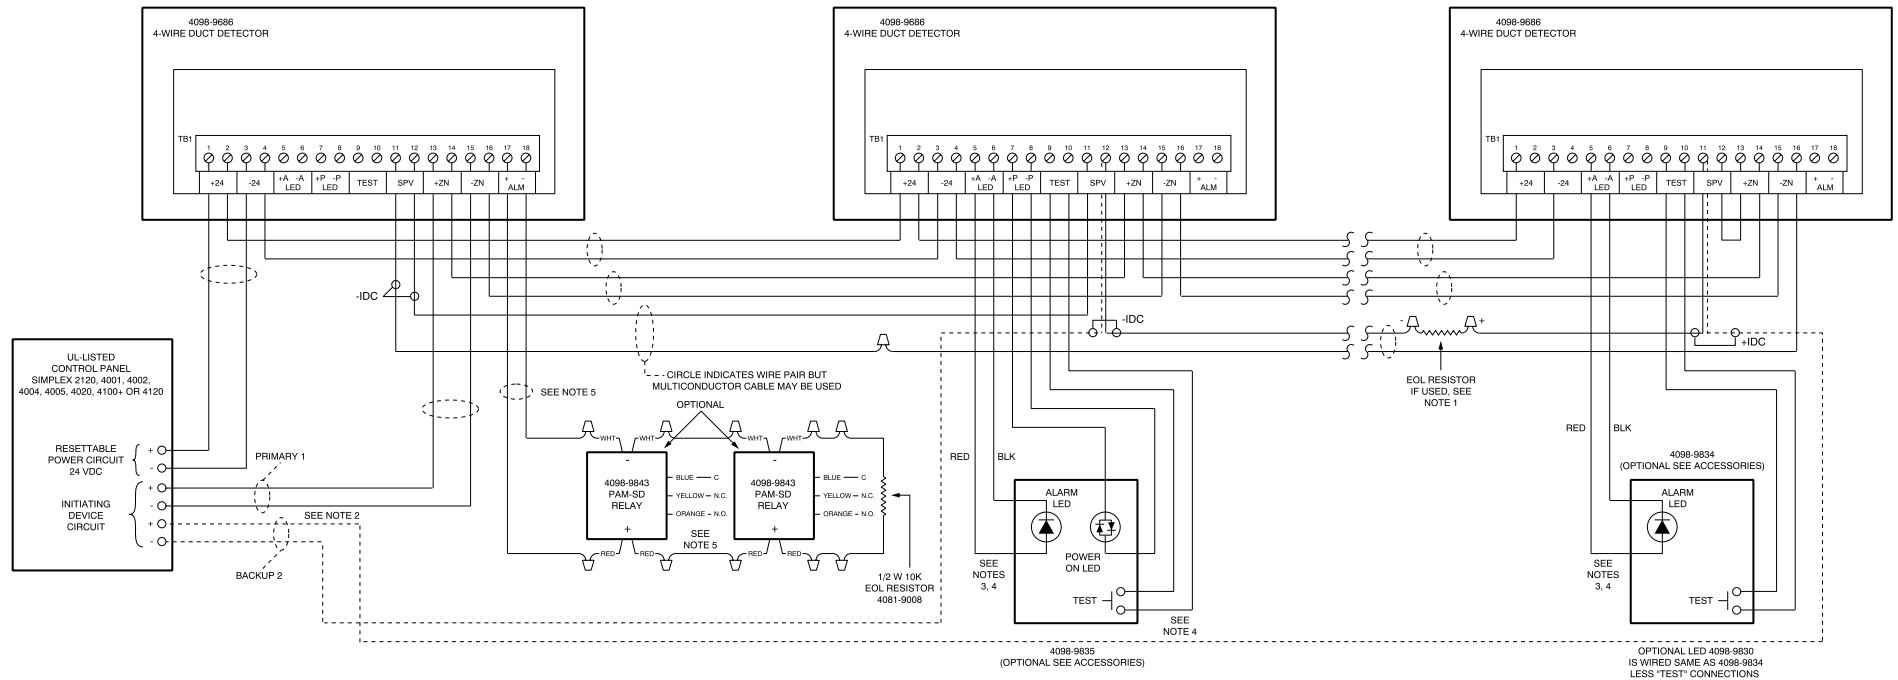 4098-9686
4-WIRE DUCT DETECTOR
TB1
1 2 3 4 5 6 7 8 9 10 11 12 13 14 15 16 17 18
+24 -24 +A -A LED +P -P LED TEST SPV +ZN -ZN + - ALM
4098-9686
4-WIRE DUCT DETECTOR
TB1
1 2 3 4 5 6 7 8 9 10 11 12 13 14 15 16 17 18
+24 -24 +A -A LED +P -P LED TEST SPV +ZN -ZN + - ALM
4098-9686
4-WIRE DUCT DETECTOR
TB1
1 2 3 4 5 6 7 8 9 10 11 12 13 14 15 16 17 18
+24 -24 +A -A LED +P -P LED TEST SPV +ZN -ZN + - ALM
-IDC
-IDC
- +
+IDC
EOL RESISTOR
IF USED, SEE
NOTE 1
UL-LISTED
CONTROL PANEL
SIMPLEX 2120, 4001, 4002,
4004, 4005, 4020, 4100+ OR 4120
RESETTABLE
POWER CIRCUIT
24 VDC
+
-
INITIATING
DEVICE
CIRCUIT
+
-
+
-
PRIMARY 1
SEE NOTE 2
BACKUP 2
CIRCLE INDICATES WIRE PAIR BUT
MULTICONDUCTOR CABLE MAY BE USED
SEE NOTE 5
OPTIONAL
WHT WHT WHT WHT
-
4098-9843
PAM-SD
RELAY
+
BLUE C
YELLOW N.C.
ORANGE N.O.
-
4098-9843
PAM-SD
RELAY
+
BLUE C
YELLOW N.C.
ORANGE N.O.
SEE
NOTE 5
RED RED RED RED
1/2 W 10K
EOL RESISTOR
4081-9008
RED BLK
ALARM
LED
POWER
ON LED
TEST
SEE
NOTES
3, 4
SEE
NOTE 4
4098-9835
(OPTIONAL SEE ACCESSORIES)
RED BLK
4098-9834
(OPTIONAL SEE ACCESSORIES)
ALARM
LED
SEE
NOTES
3, 4
TEST
OPTIONAL LED 4098-9830
IS WIRED SAME AS 4098-9834
LESS "TEST" CONNECTIONS